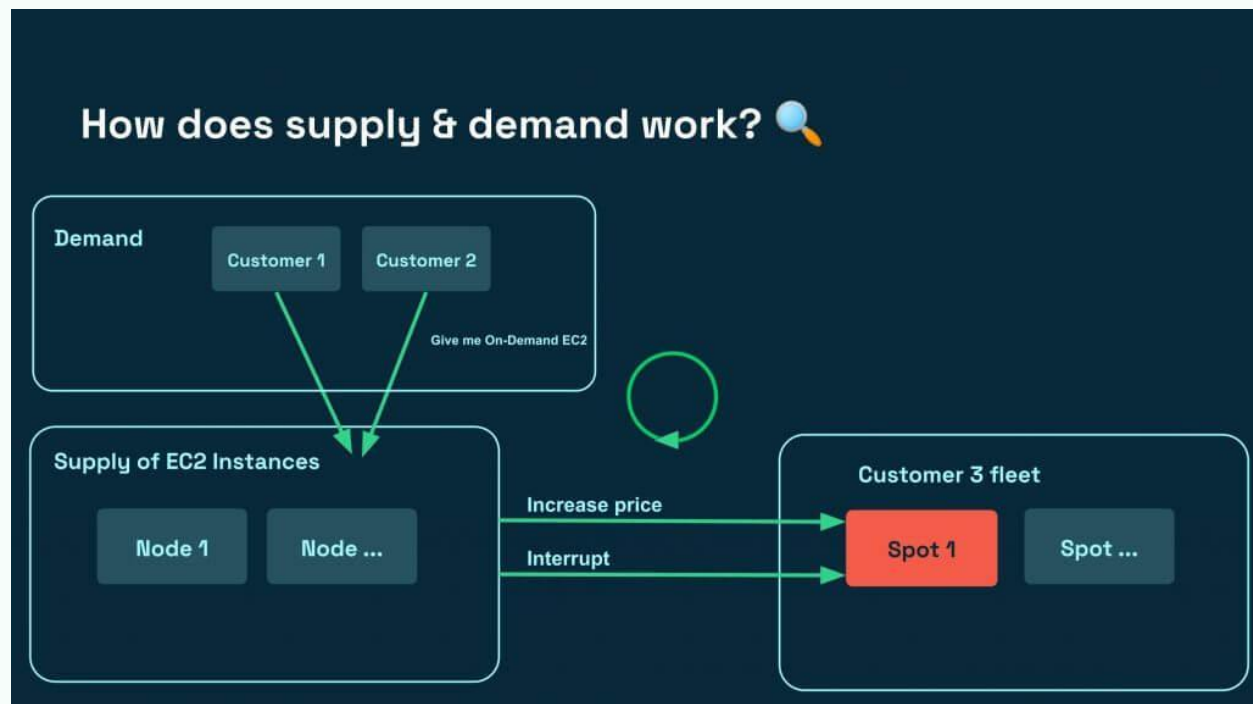 How does supply & demand work? 🔍
Demand
Customer 1
Customer 2
Give me On-Demand EC2
Supply of EC2 Instances
Node 1
Node ...
Increase price
Interrupt
Customer 3 fleet
Spot 1
Spot ...